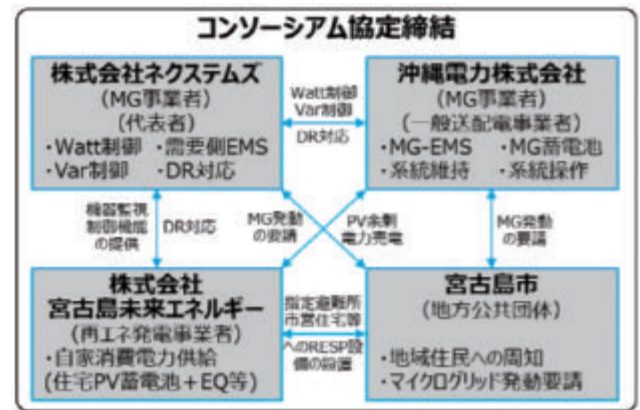 コンソーシアム協定締結
株式会社ネクステムズ
(MG事業者)
(代表者)
・Watt制御 ・需要側EMS
・Var制御 ・DR対応
Watt制御
Var制御
DR対応
沖縄電力株式会社
(MG事業者)
(一般送配電事業者)
・MG-EMS ・MG蓄電池
・系統維持 ・系統操作
機器監視
制御機能
の提供
DR対応
MG発動
の要請
PV余剰
電力売電
MG発動
の要請
株式会社
宮古島未来エネルギー
(再エネ発電事業者)
・自家消費電力供給
(住宅PV蓄電池+EQ等)
指定避難所
市営住宅等
へのRESP設
備の設置
宮古島市
(地方公共団体)
・地域住民への周知
・マイクログリッド発動要請